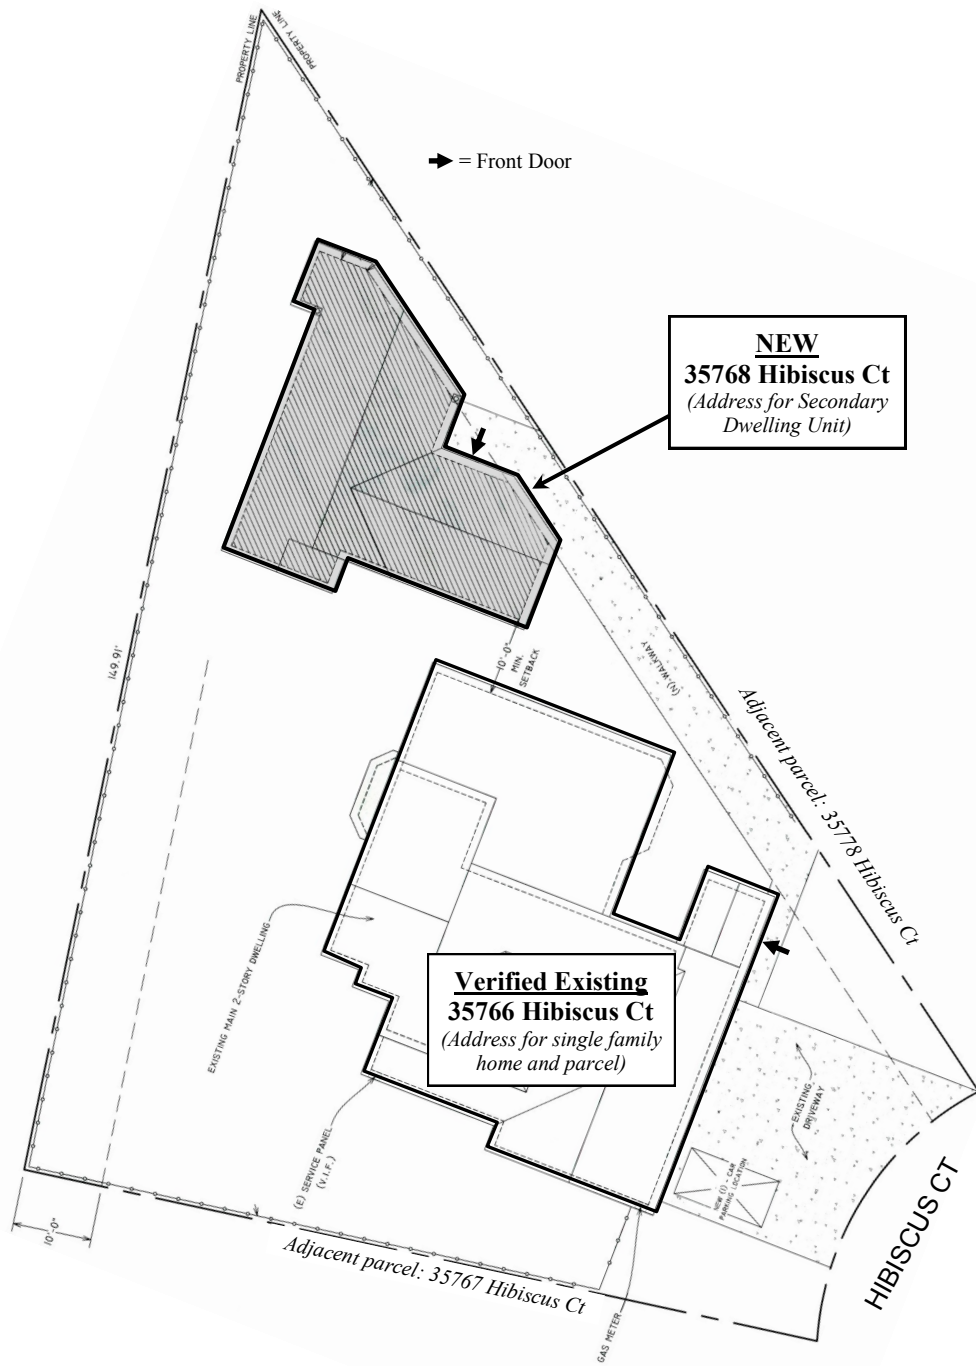 PROPERTY LINE
PROPERTY LINE
= Front Door
NEW
35768 Hibiscus Ct
(Address for Secondary
Dwelling Unit)
149.91'
10'-0"
MIN.
SETBACK
(N) WALKWAY
Adjacent parcel: 35778 Hibiscus Ct
EXISTING MAIN 2-STORY DWELLING
Verified Existing
35766 Hibiscus Ct
(Address for single family
home and parcel)
EXISTING
DRIVEWAY
(E) SERVICE PANEL
(V.I.F.)
NEW (1) - CAR
PARKING LOCATION
10'-0"
Adjacent parcel: 35767 Hibiscus Ct
HIBISCUS CT
GAS METER